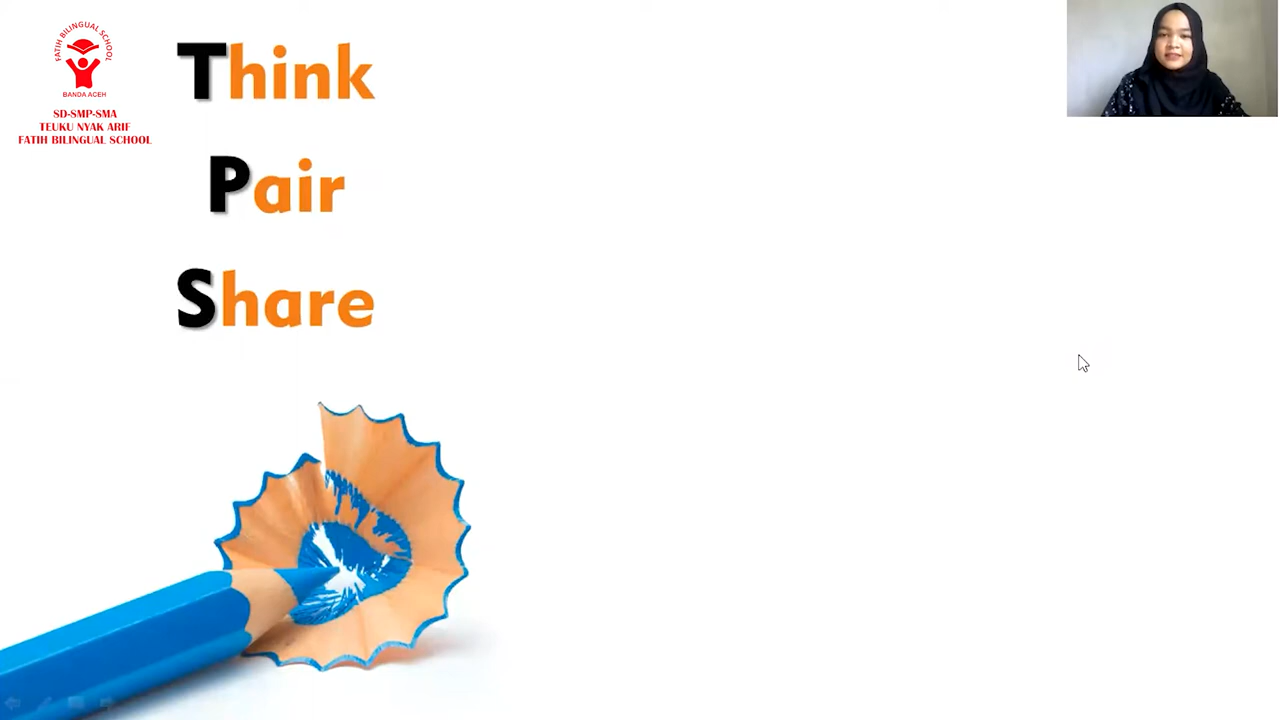 FATIH BILINGUAL SCHOOL
BANDA ACEH
SD-SMP-SMA
TEUKU NYAK ARIF
FATIH BILINGUAL SCHOOL
Think
Pair
Share